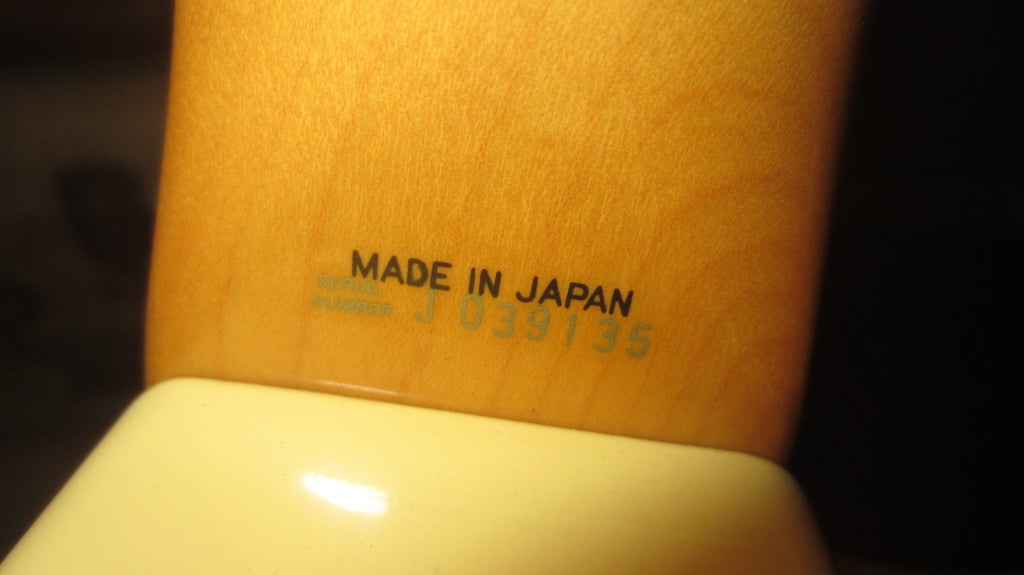 MADE IN JAPAN
SERIAL
NUMBER J 039135